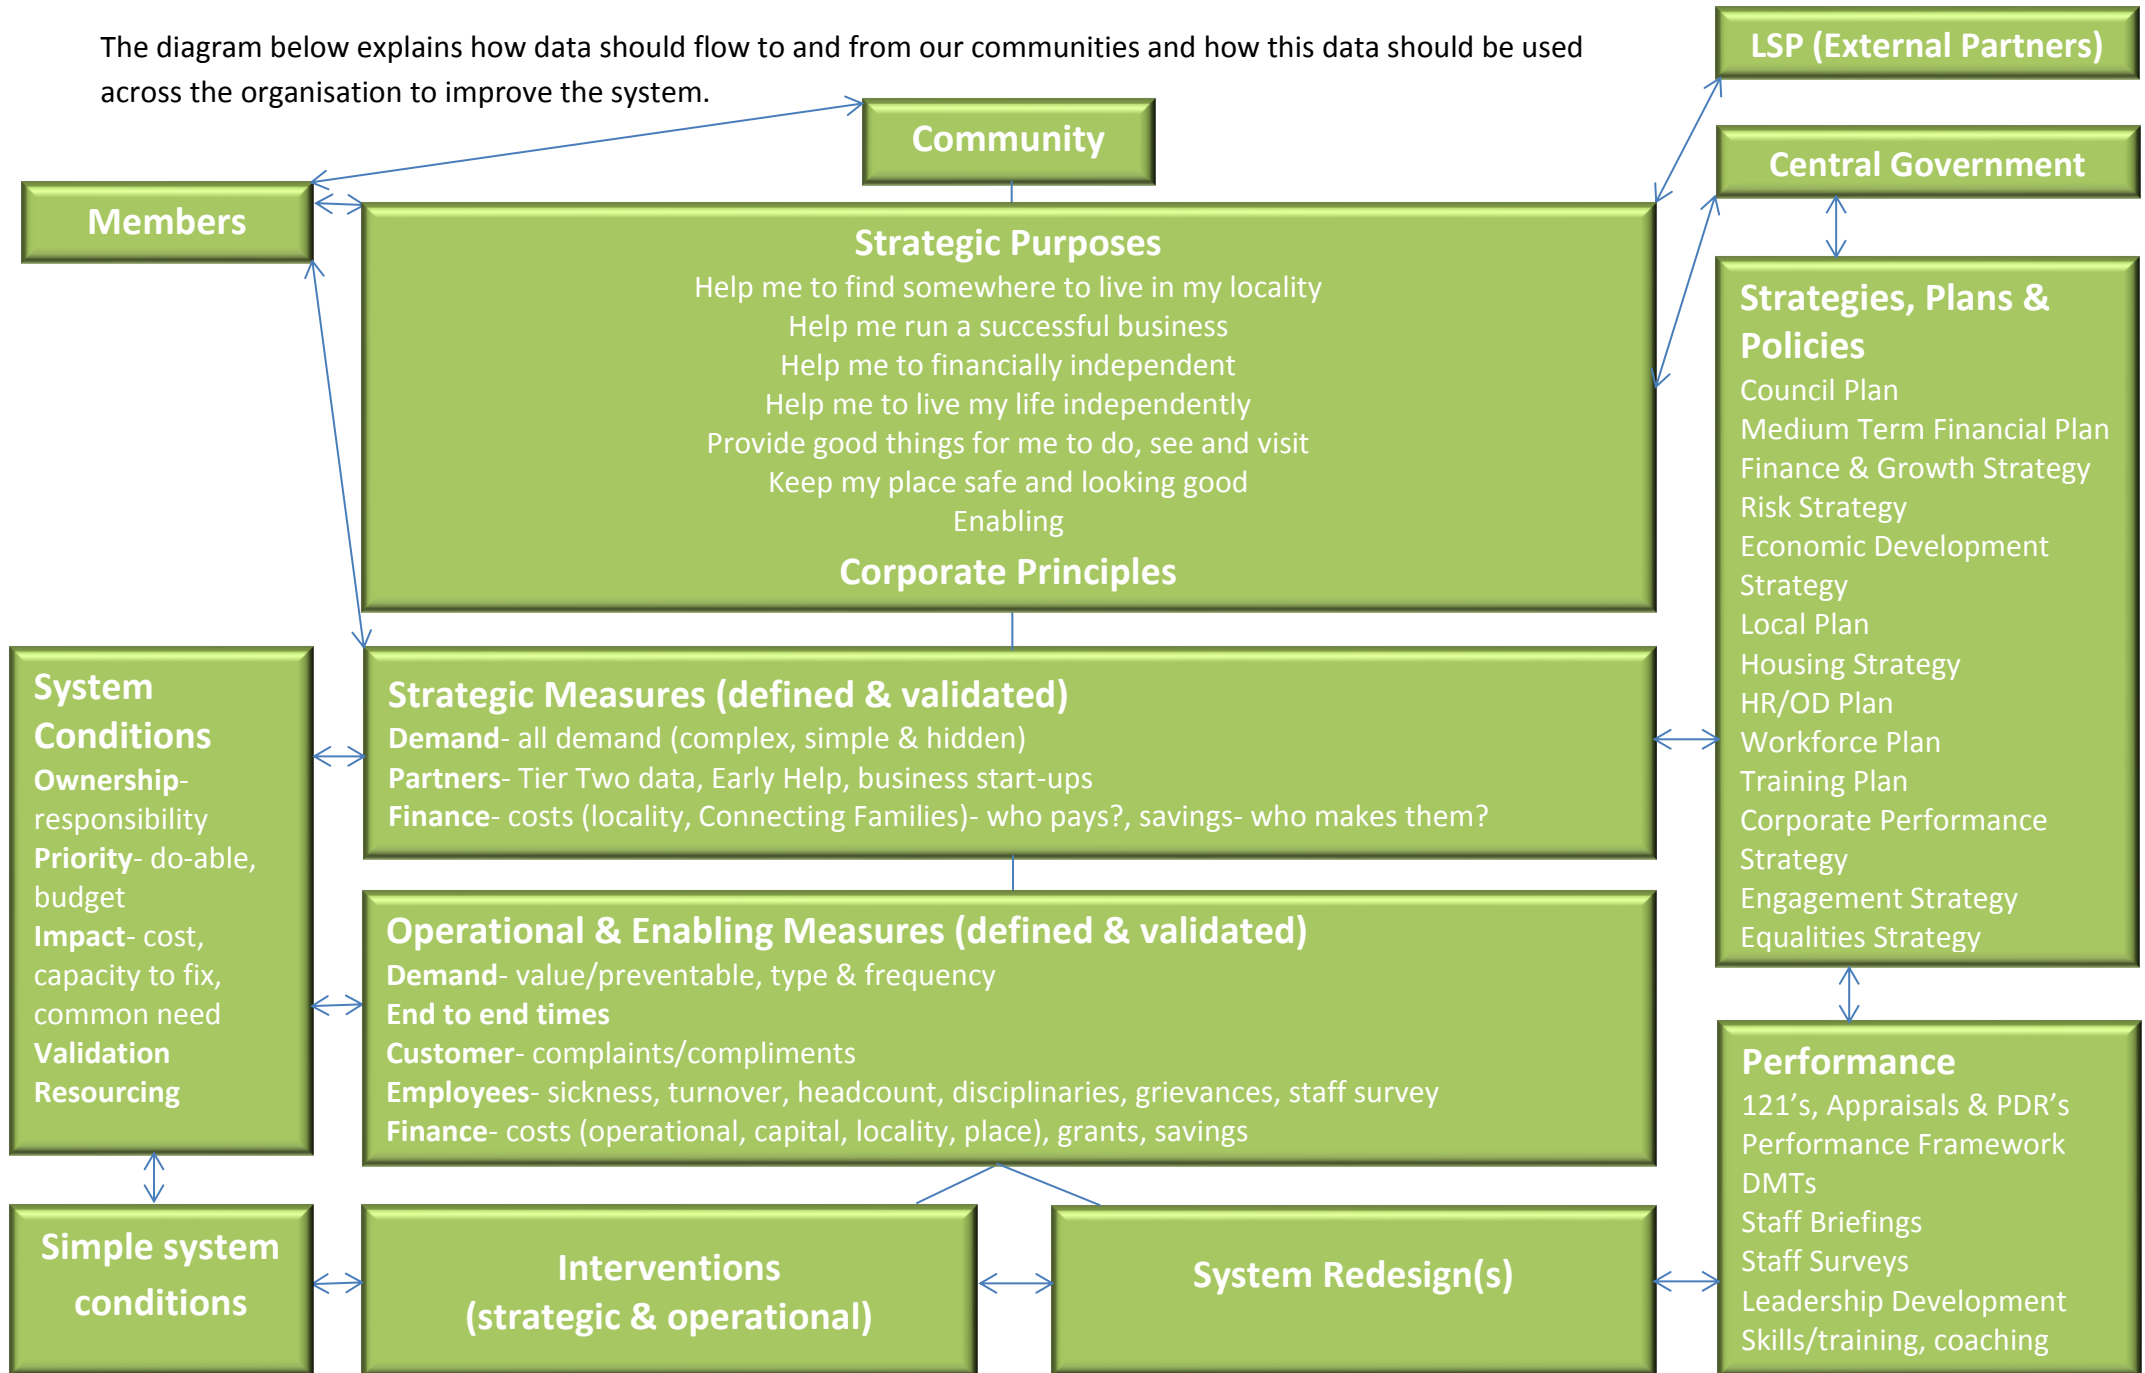 The diagram below explains how data should flow to and from our communities and how this data should be used
across the organisation to improve the system.
LSP (External Partners)
Community
Central Government
Members
Strategic Purposes
Help me to find somewhere to live in my locality
Help me run a successful business
Help me to financially independent
Help me to live my life independently
Provide good things for me to do, see and visit
Keep my place safe and looking good
Enabling
Corporate Principles
Strategies, Plans &
Policies
Council Plan
Medium Term Financial Plan
Finance & Growth Strategy
Risk Strategy
Economic Development
Strategy
Local Plan
Housing Strategy
HR/OD Plan
Workforce Plan
Training Plan
Corporate Performance
Strategy
Engagement Strategy
Equalities Strategy
System
Conditions
Ownership-
responsibility
Priority- do-able,
budget
Impact- cost,
capacity to fix,
common need
Validation
Resourcing
Strategic Measures (defined & validated)
Demand- all demand (complex, simple & hidden)
Partners- Tier Two data, Early Help, business start-ups
Finance- costs (locality, Connecting Families)- who pays?, savings- who makes them?
Operational & Enabling Measures (defined & validated)
Demand- value/preventable, type & frequency
End to end times
Customer- complaints/compliments
Employees- sickness, turnover, headcount, disciplinaries, grievances, staff survey
Finance- costs (operational, capital, locality, place), grants, savings
Performance
121’s, Appraisals & PDR’s
Performance Framework
DMTs
Staff Briefings
Staff Surveys
Leadership Development
Skills/training, coaching
Simple system
conditions
Interventions
(strategic & operational)
System Redesign(s)